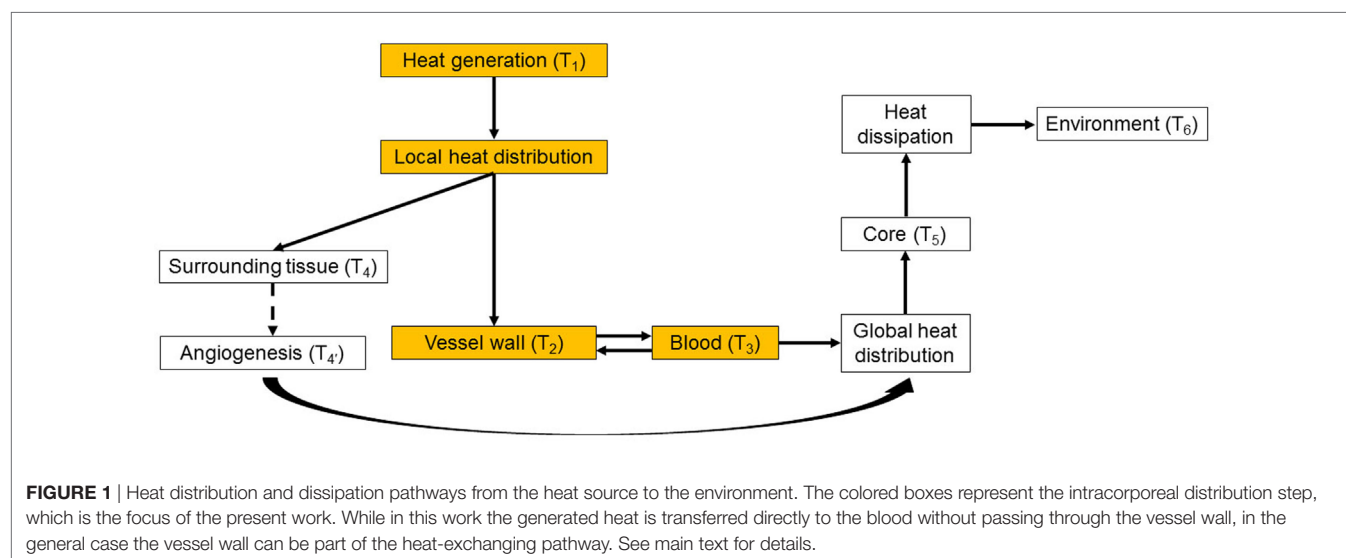 Heat generation (T1)
Local heat distribution
Surrounding tissue (T4)
Angiogenesis (T4')
Vessel wall (T2)
Blood (T3)
Global heat
distribution
Core (T5)
Heat
dissipation
Environment (T6)
FIGURE 1 | Heat distribution and dissipation pathways from the heat source to the environment. The colored boxes represent the intracorporeal distribution step,
which is the focus of the present work. While in this work the generated heat is transferred directly to the blood without passing through the vessel wall, in the
general case the vessel wall can be part of the heat-exchanging pathway. See main text for details.